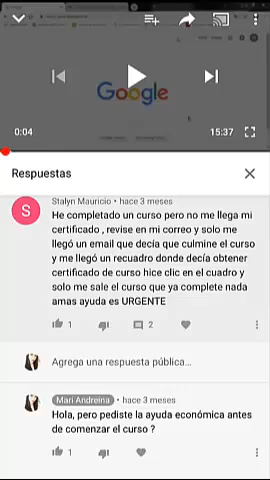 Google
0:04
15:37
Respuestas
S
Stalyn Mauricio • hace 3 meses
He completado un curso pero no me llega mi
certificado , revise en mi correo y solo me
llegó un email que decía que culmine el curso
y me llegó un recuadro donde decía obtener
certificado de curso hice clic en el cuadro y
solo me sale el curso que ya complete nada
amas ayuda es URGENTE
1
2
Agrega una respuesta pública...
Mari Andreina • hace 3 meses
Hola, pero pediste la ayuda económica antes
de comenzar el curso ?
1